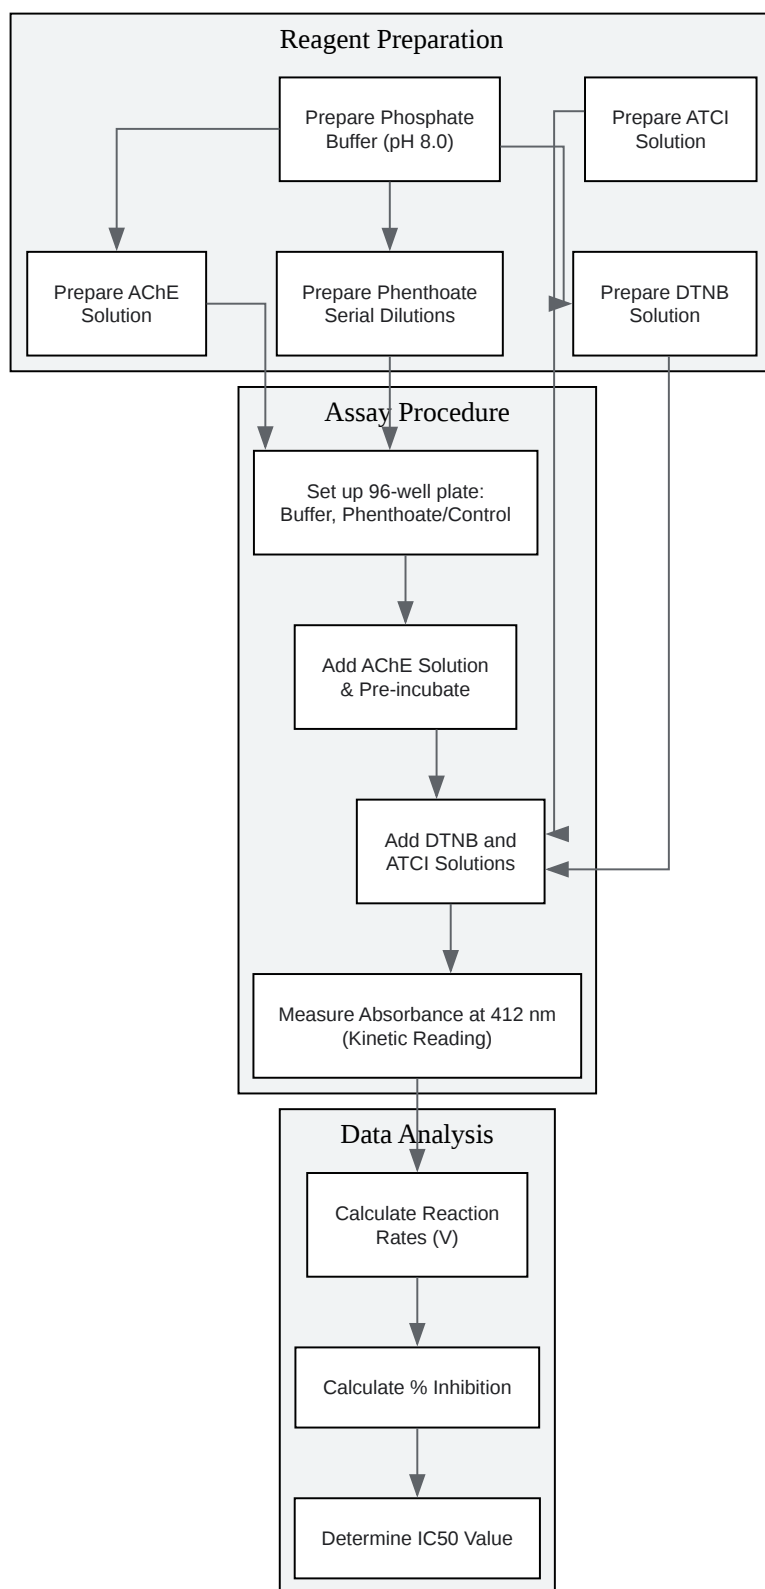 Reagent Preparation
Prepare Phosphate
Buffer (pH 8.0)
Prepare ATCI
Solution
Prepare AChE
Solution
Prepare Phenthoate
Serial Dilutions
Prepare DTNB
Solution
Assay Procedure
Set up 96-well plate:
Buffer, Phenthoate/Control
Add AChE Solution
& Pre-incubate
Add DTNB and
ATCI Solutions
Measure Absorbance at 412 nm
(Kinetic Reading)
Data Analysis
Calculate Reaction
Rates (V)
Calculate % Inhibition
Determine IC50 Value